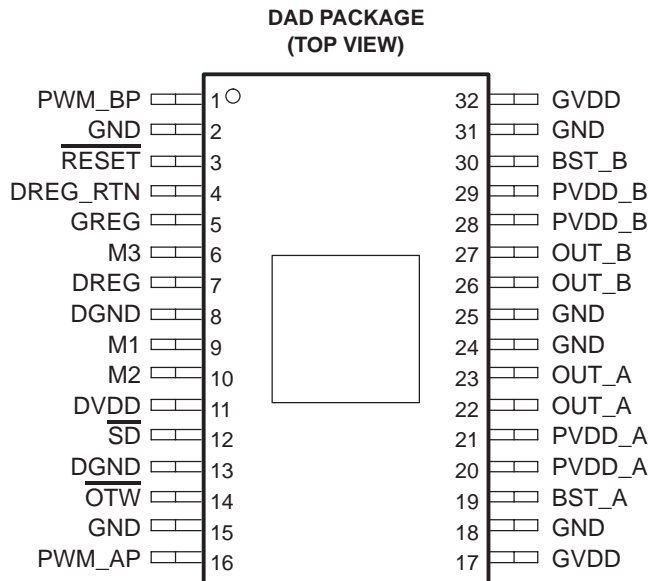 DAD PACKAGE
(TOP VIEW)
PWM_BP 1 32 GVDD
GND 2 31 GND
RESET 3 30 BST_B
DREG_RTN 4 29 PVDD_B
GREG 5 28 PVDD_B
M3 6 27 OUT_B
DREG 7 26 OUT_B
DGND 8 25 GND
M1 9 24 GND
M2 10 23 OUT_A
DVDD 11 22 OUT_A
SD 12 21 PVDD_A
DGND 13 20 PVDD_A
OTW 14 19 BST_A
GND 15 18 GND
PWM_AP 16 17 GVDD